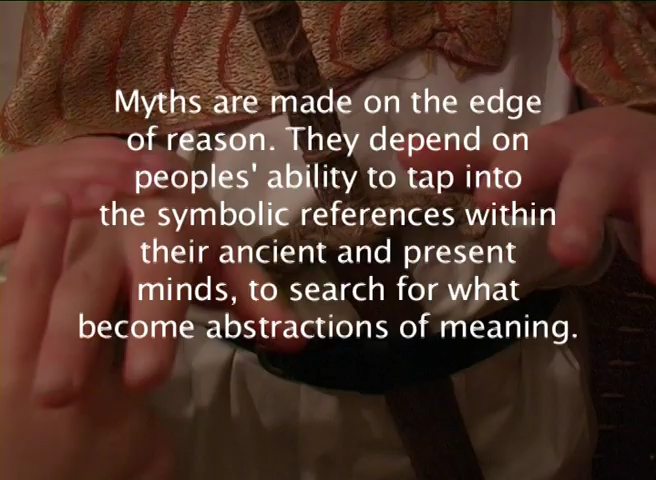 Myths are made on the edge
of reason. They depend on
peoples' ability to tap into
the symbolic references within
their ancient and present
minds, to search for what
become abstractions of meaning.